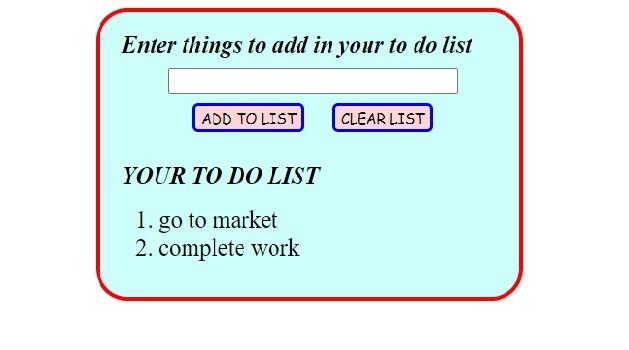 Enter things to add in your to do list
ADD TO LIST CLEAR LIST
YOUR TO DO LIST
1. go to market
2. complete work